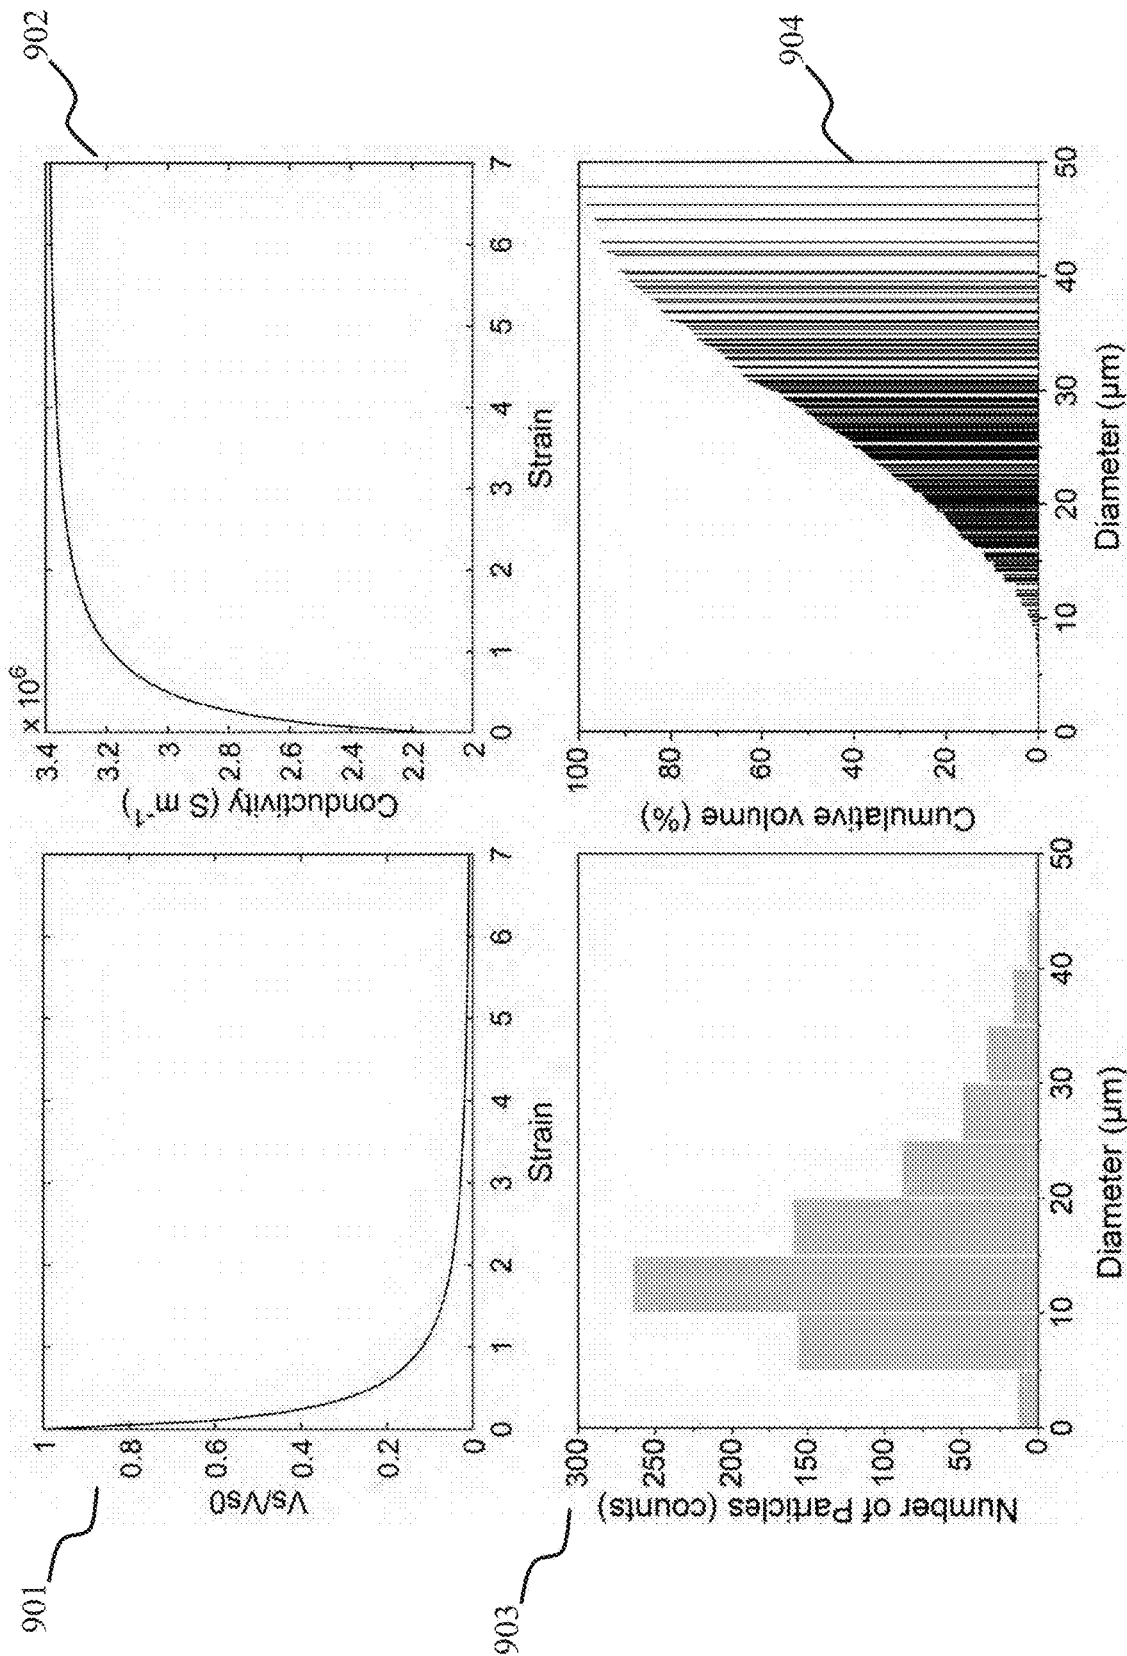 901
1
0.8
0.6
0.4
0.2
0
Vs/Vs0
0 1 2 3 4 5 6 7
Strain
902
x 10⁶
3.4
3.2
3
2.8
2.6
2.4
2.2
2
Conductivity (S m⁻¹)
0 1 2 3 4 5 6 7
Strain
903
300
250
200
150
100
50
0
Number of Particles (counts)
0 10 20 30 40 50
Diameter (µm)
904
100
80
60
40
20
0
Cumulative volume (%)
0 10 20 30 40 50
Diameter (µm)